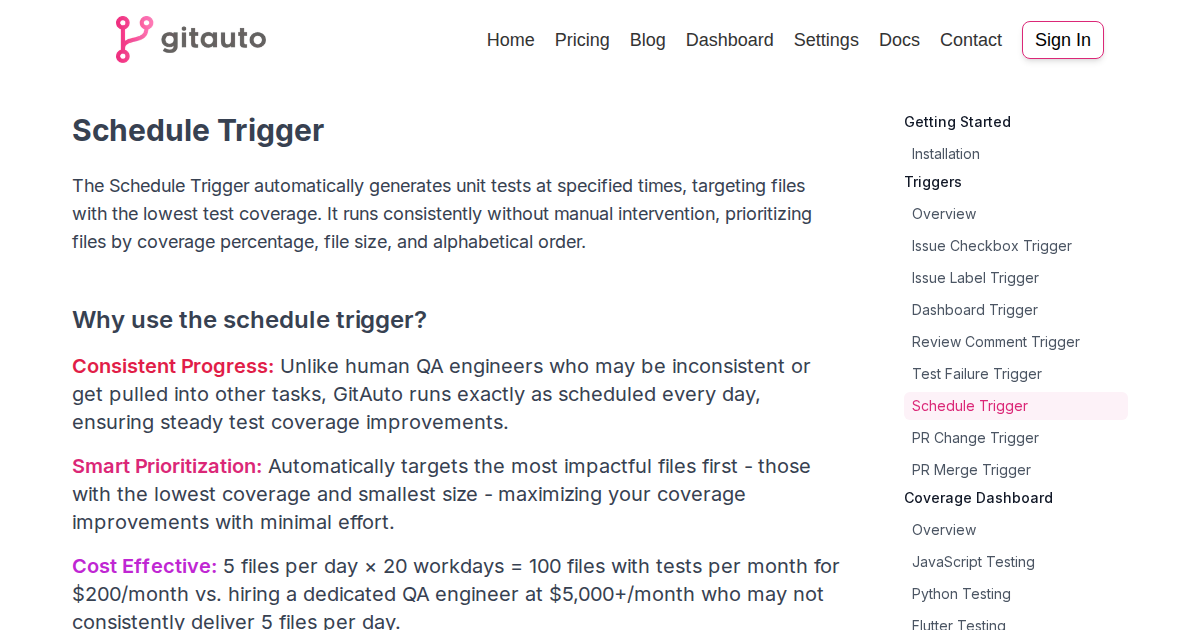 gitauto
Home Pricing Blog Dashboard Settings Docs Contact Sign In
Schedule Trigger
The Schedule Trigger automatically generates unit tests at specified times, targeting files
with the lowest test coverage. It runs consistently without manual intervention, prioritizing
files by coverage percentage, file size, and alphabetical order.
Why use the schedule trigger?
Consistent Progress: Unlike human QA engineers who may be inconsistent or
get pulled into other tasks, GitAuto runs exactly as scheduled every day,
ensuring steady test coverage improvements.
Smart Prioritization: Automatically targets the most impactful files first - those
with the lowest coverage and smallest size - maximizing your coverage
improvements with minimal effort.
Cost Effective: 5 files per day × 20 workdays = 100 files with tests per month for
$200/month vs. hiring a dedicated QA engineer at $5,000+/month who may not
consistently deliver 5 files per day.
Getting Started
Installation
Triggers
Overview
Issue Checkbox Trigger
Issue Label Trigger
Dashboard Trigger
Review Comment Trigger
Test Failure Trigger
Schedule Trigger
PR Change Trigger
PR Merge Trigger
Coverage Dashboard
Overview
JavaScript Testing
Python Testing
Flutter Testing